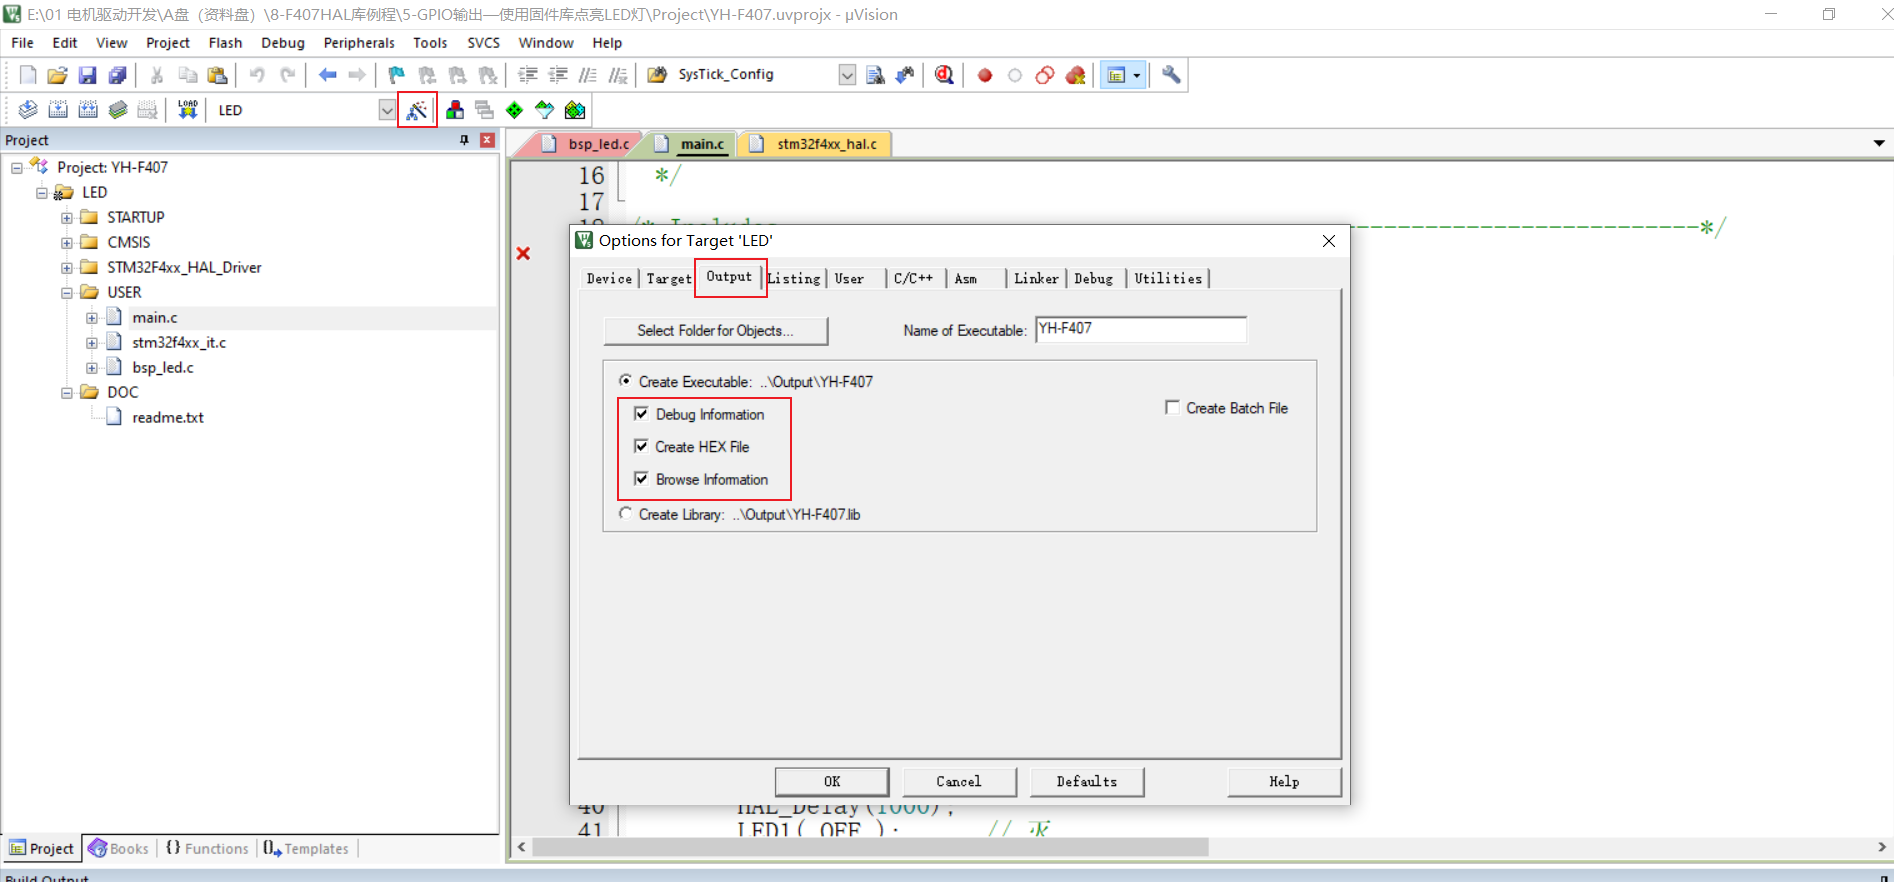 E:\01 电机驱动开发\A盘（资料盘）\8-F407HAL库例程\5-GPIO输出—使用固件库点亮LED灯\Project\YH-F407.uvprojx - µVision
File Edit View Project Flash Debug Peripherals Tools SVCS Window Help
SysTick_Config
LOAD LED
Project
bsp_led.c main.c stm32f4xx_hal.c
Project: YH-F407
LED
STARTUP
CMSIS
STM32F4xx_HAL_Driver
USER
main.c
stm32f4xx_it.c
bsp_led.c
DOC
readme.txt
16 */
17
18 /* Includes ------------------------------*/
Options for Target 'LED'
Device Target Output Listing User C/C++ Asm Linker Debug Utilities
Select Folder for Objects... Name of Executable: YH-F407
Create Executable: ..\Output\YH-F407
Debug Information Create Batch File
Create HEX File
Browse Information
Create Library: ..\Output\YH-F407.lib
OK Cancel Defaults Help
40 HAL_Delay(1000);
41 LED1( OFF ); // 灭
Project Books {} Functions Templates
Build Output